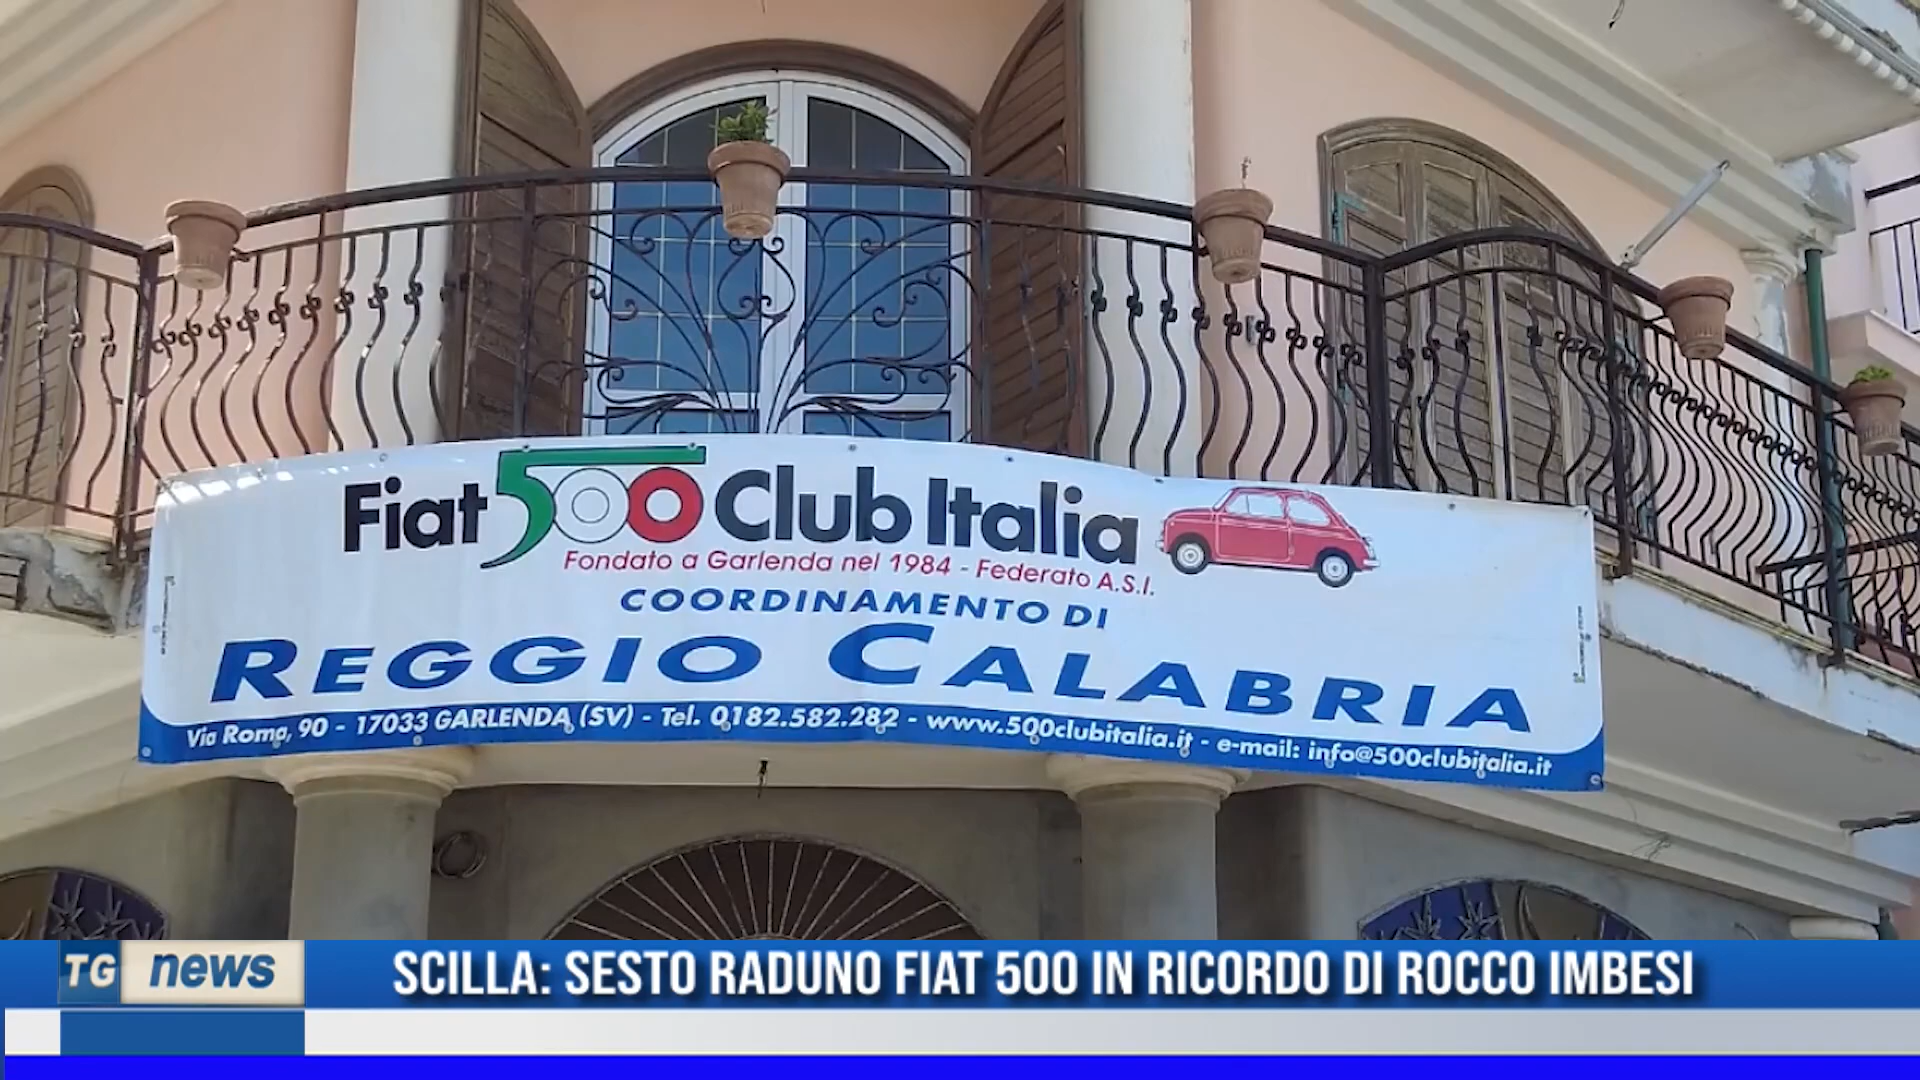 Fiat 500 Club Italia
Fondato a Garlenda nel 1984 - Federato A.S.I.
COORDINAMENTO DI
REGGIO CALABRIA
Via Roma, 90 - 17033 GARLENDA (SV) - Tel. 0182.582.282 - www.500clubitalia.it - e-mail: info@500clubitalia.it
TG news
SCILLA: SESTO RADUNO FIAT 500 IN RICORDO DI ROCCO IMBESI